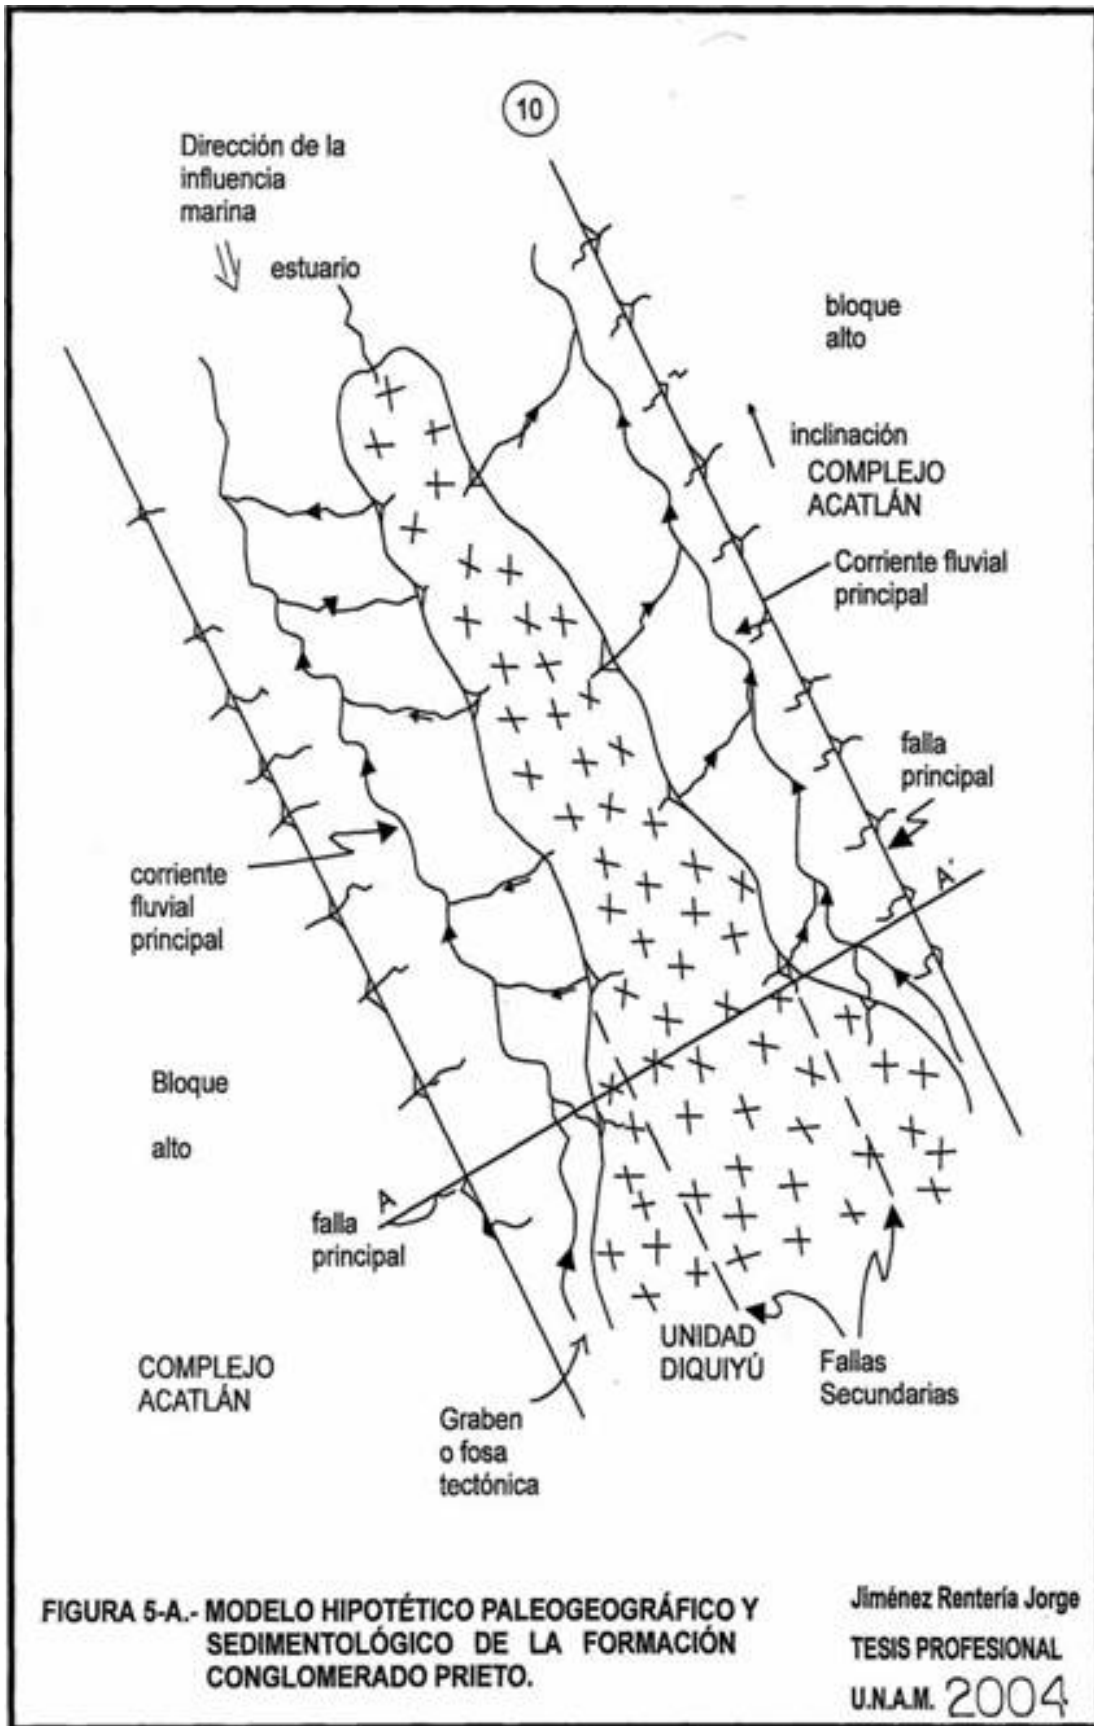 10
Dirección de la
influencia
marina
estuario
bloque
alto
inclinación
COMPLEJO
ACATLÁN
Corriente fluvial
principal
falla
principal
corriente
fluvial
principal
A'
Bloque
alto
A
falla
principal
COMPLEJO
ACATLÁN
UNIDAD
DIQUIYÚ
Fallas
Secundarias
Graben
o fosa
tectónica
FIGURA 5-A.- MODELO HIPOTÉTICO PALEOGEOGRÁFICO Y
SEDIMENTOLÓGICO DE LA FORMACIÓN
CONGLOMERADO PRIETO.
Jiménez Rentería Jorge
TESIS PROFESIONAL
U.N.A.M. 2004